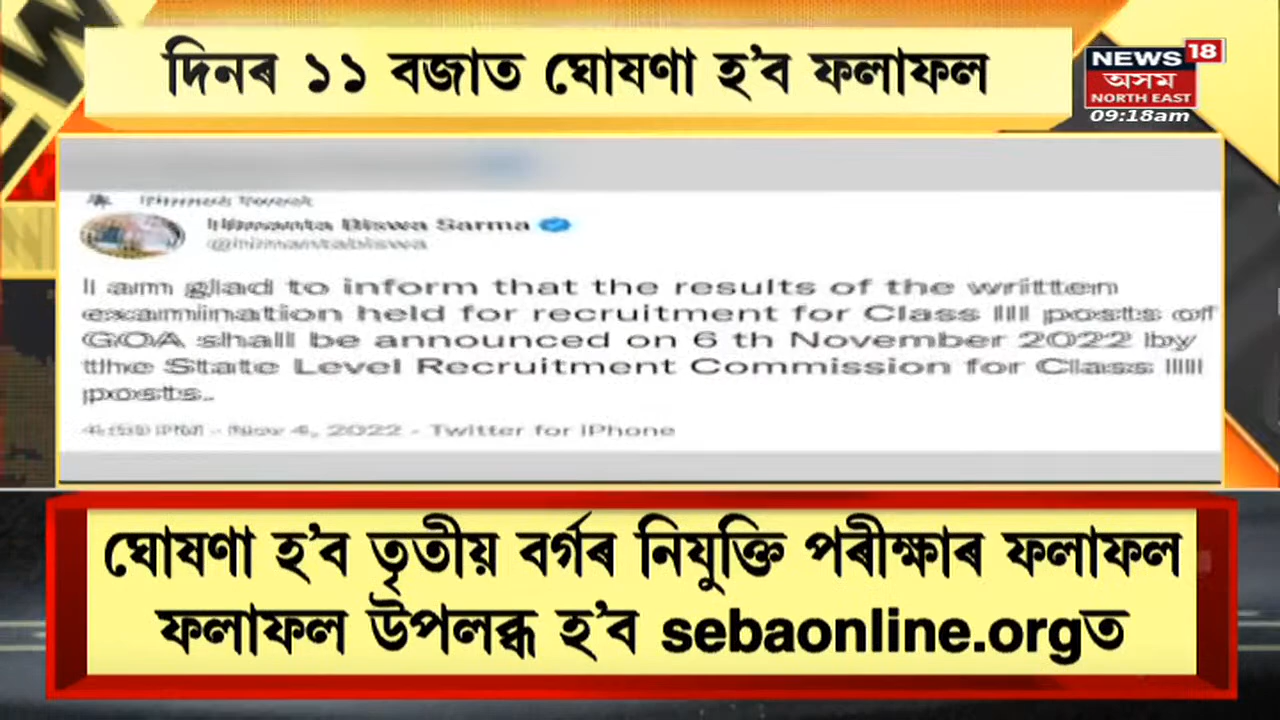 দিনৰ ১১ বজাত ঘোষণা হ'ব ফলাফল
NEWS 18
অসম
NORTH EAST
09:18am
Himanta Biswa Sarma
@himantabiswa
I am glad to inform that the results of the written
examination held for recruitment for Class III posts of
GOA shall be announced on 6 th November 2022 by
the State Level Recruitment Commission for Class III
posts.
Nov 4, 2022 - Twitter for iPhone
ঘোষণা হ'ব তৃতীয় বৰ্গৰ নিযুক্তি পৰীক্ষাৰ ফলাফল
ফলাফল উপলব্ধ হ'ব sebaonline.orgত